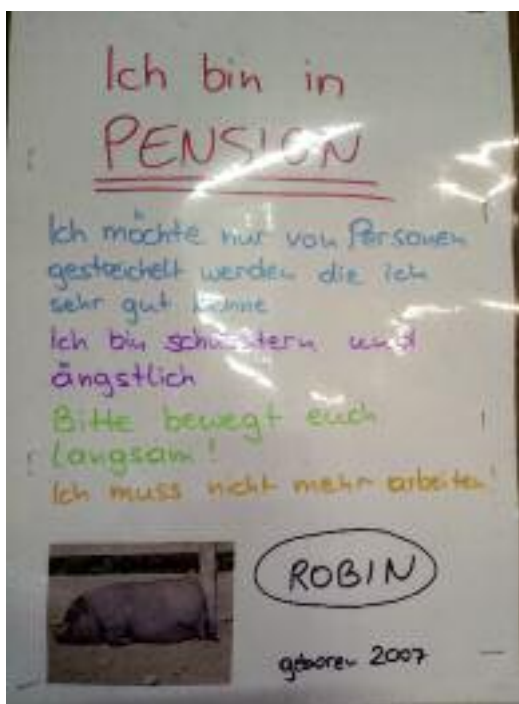 Ich bin in
PENSION
Ich möchte nur von Personen
gestreichelt werden die ich
sehr gut kenne
Ich bin schüchtern und
ängstlich
Bitte bewegt euch
langsam!
Ich muss nicht mehr arbeiten!
ROBIN
geboren 2007